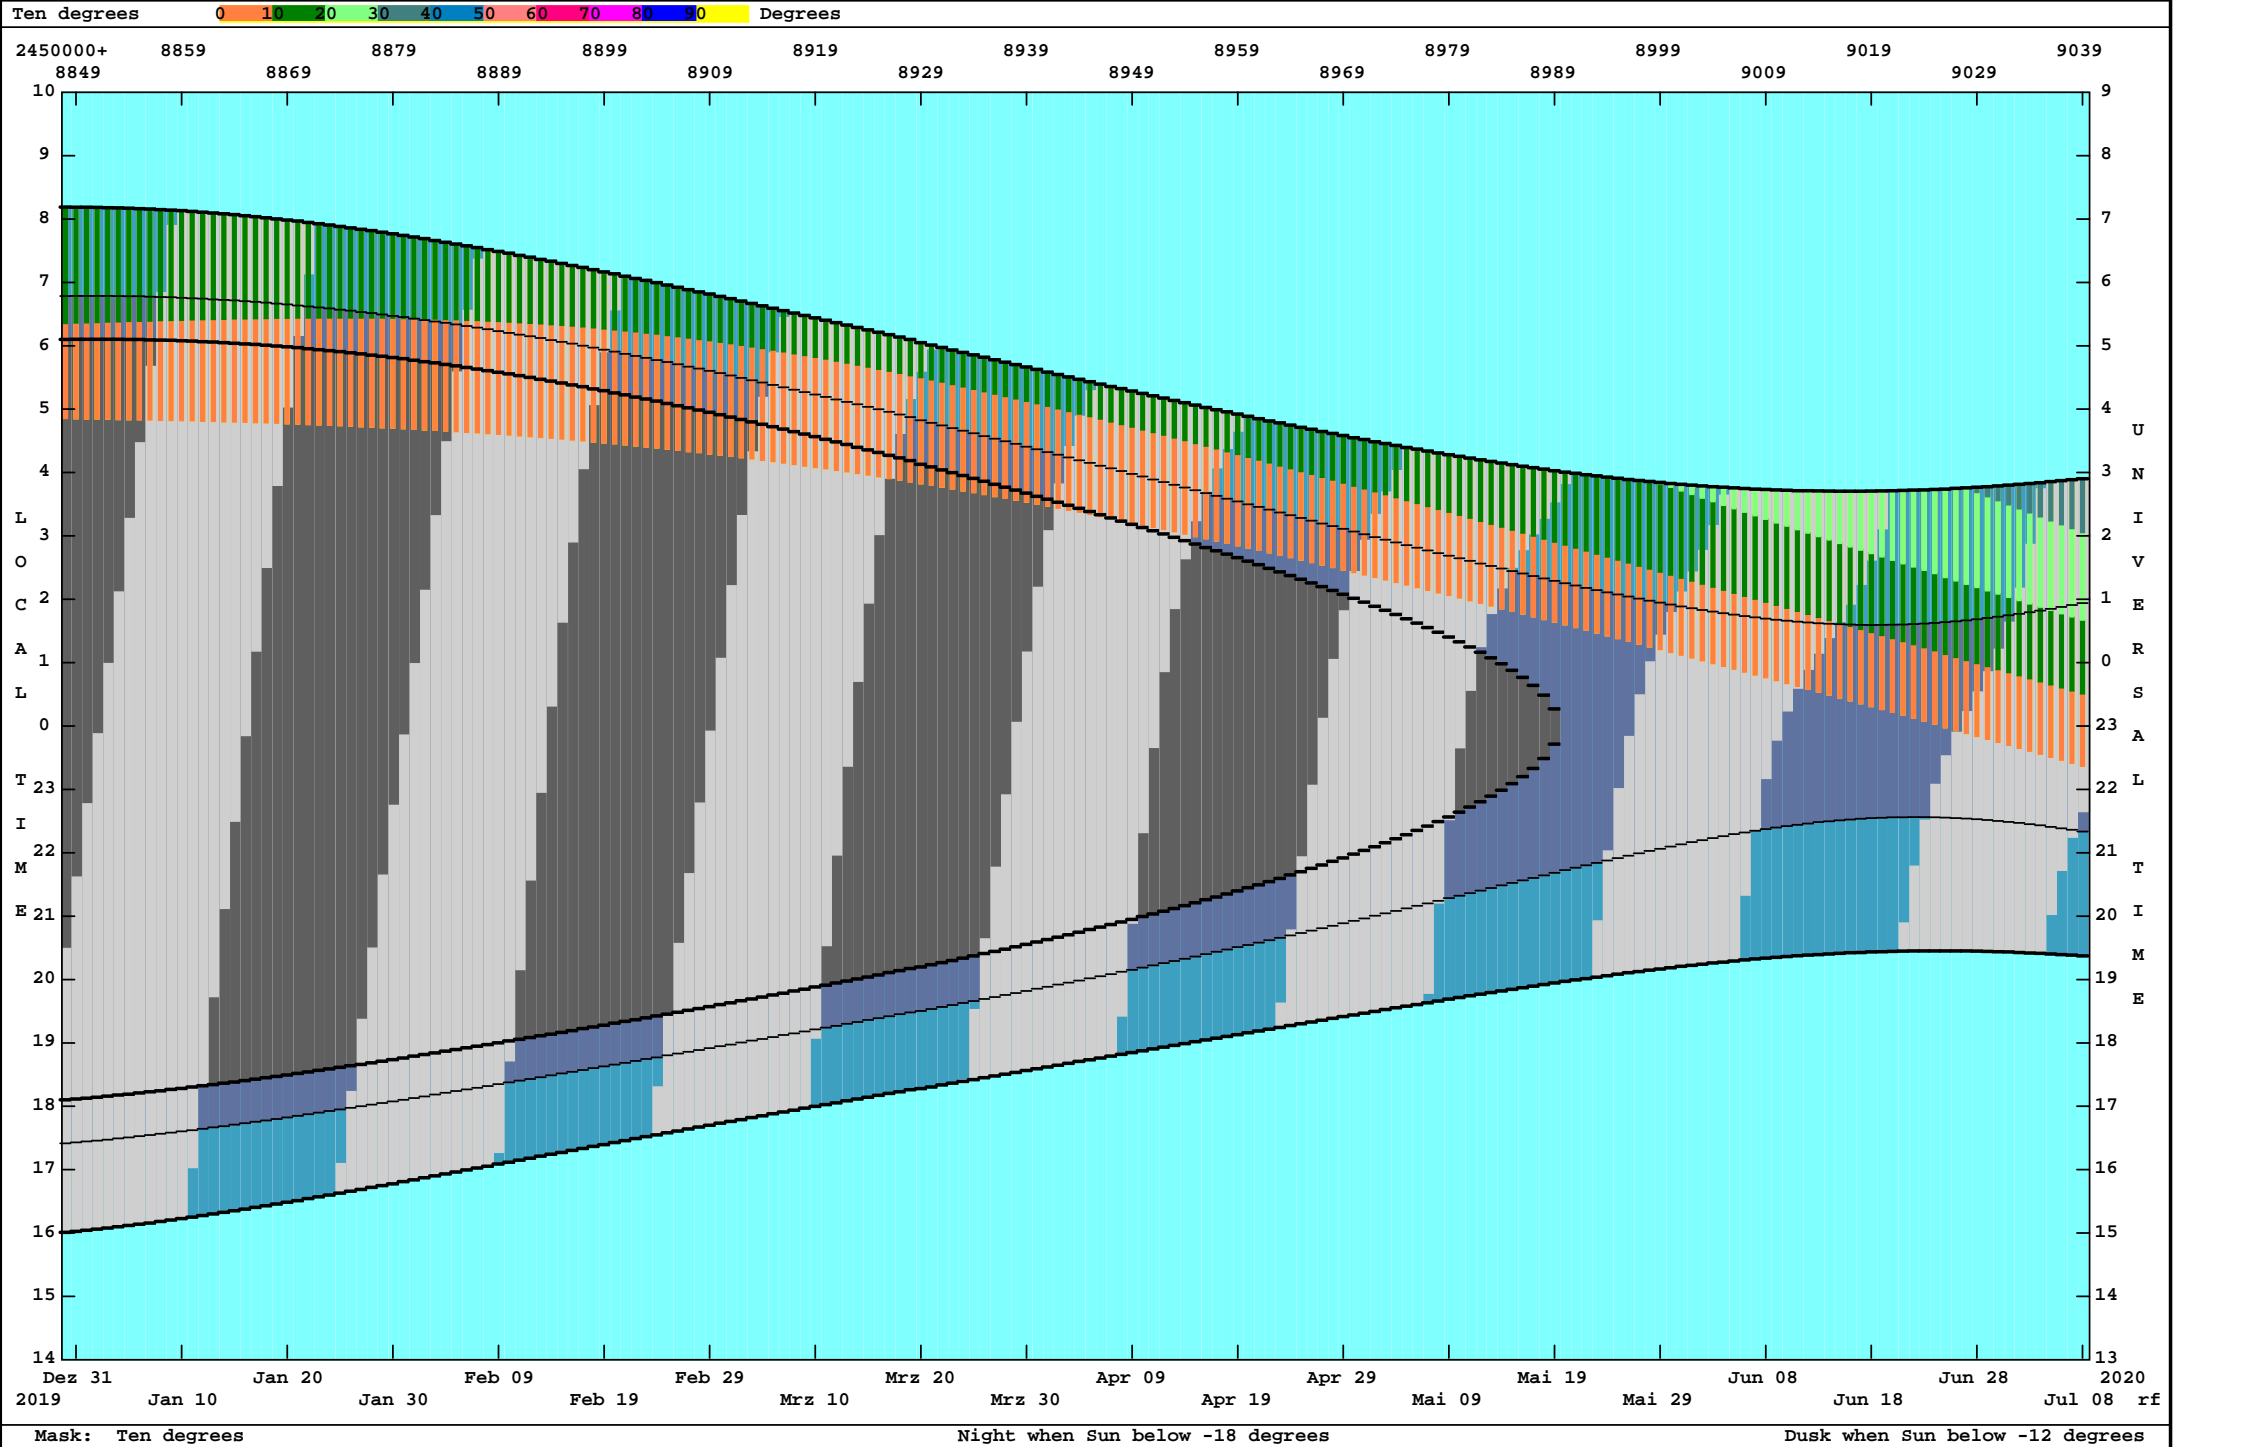 Ten degrees 0 10 20 30 40 50 60 70 80 90 Degrees
2450000+ 8859 8879 8899 8919 8939 8959 8979 8999 9019 9039
8849 8869 8889 8909 8929 8949 8969 8989 9009 9029
10 9
9 8
8 7
7 6
6 5
5 4
4 3
3 2
2 1
1 0
0 23
23 22
22 21
21 20
20 19
19 18
18 17
17 16
16 15
15 14
14 13
LOCAL TIME
UNIVERSAL TIME
Dez 31 Jan 20 Feb 09 Feb 29 Mrz 20 Apr 09 Apr 29 Mai 19 Jun 08 Jun 28 2020
2019 Jan 10 Jan 30 Feb 19 Mrz 10 Mrz 30 Apr 19 Mai 09 Mai 29 Jun 18 Jul 08 rf
Mask: Ten degrees Night when Sun below -18 degrees Dusk when Sun below -12 degrees